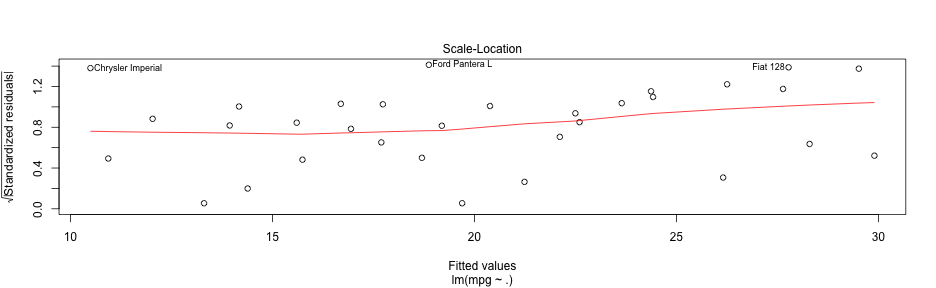 Scale-Location
Chrysler Imperial
Ford Pantera L
Fiat 128
√|Standardized residuals|
0.0 0.4 0.8 1.2
10 15 20 25 30
Fitted values
lm(mpg ~ .)